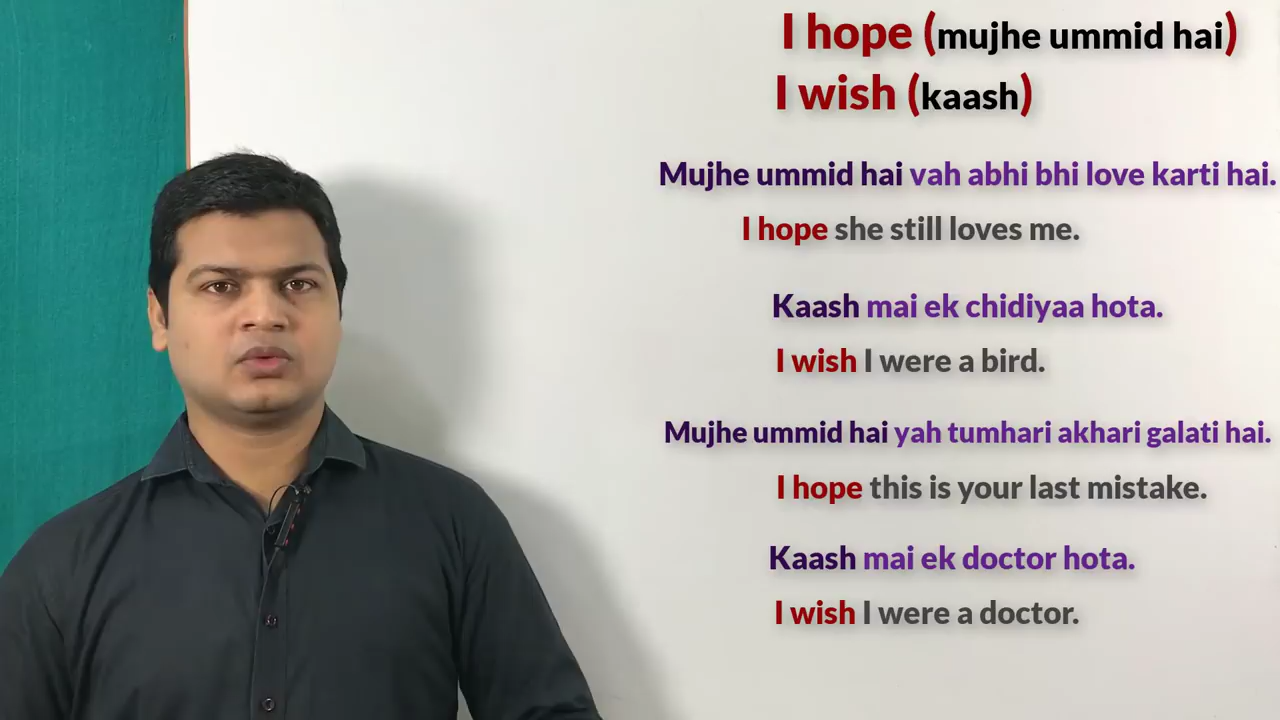 I hope (mujhe ummid hai)
I wish (kaash)
Mujhe ummid hai vah abhi bhi love karti hai.
I hope she still loves me.
Kaash mai ek chidiyaa hota.
I wish I were a bird.
Mujhe ummid hai yah tumhari akhari galati hai.
I hope this is your last mistake.
Kaash mai ek doctor hota.
I wish I were a doctor.